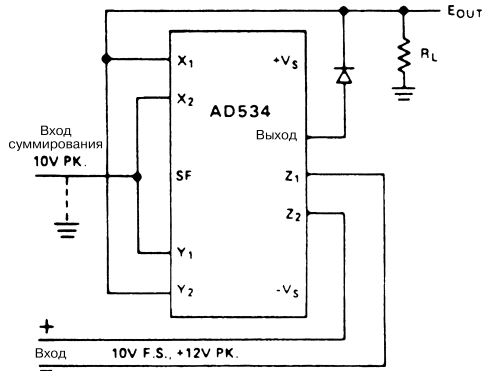 E OUT
X1
+VS
RL
X2
AD534
Вход
суммирования
10V PK.
Выход
SF
Z1
Z2
Y1
Y2
-VS
+
Вход 10V F.S., +12V PK.
−